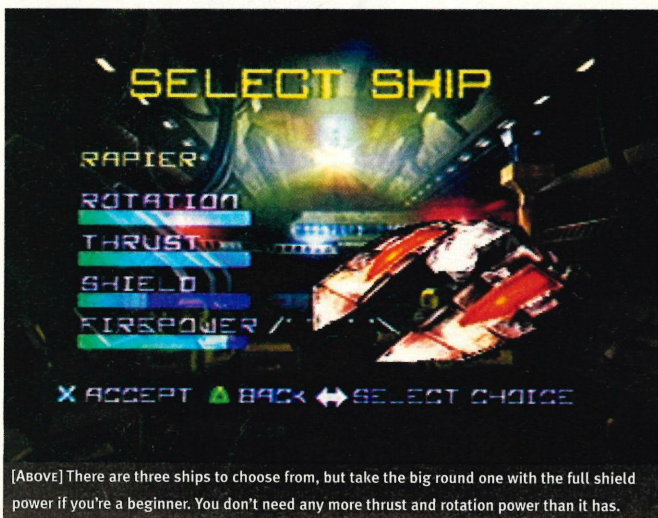 SELECT SHIP
RAPIER
ROTATION
THRUST
SHIELD
FIREPOWER
X ACCEPT BACK SELECT CHOICE
[ABOVE] There are three ships to choose from, but take the big round one with the full shield
power if you're a beginner. You don't need any more thrust and rotation power than it has.